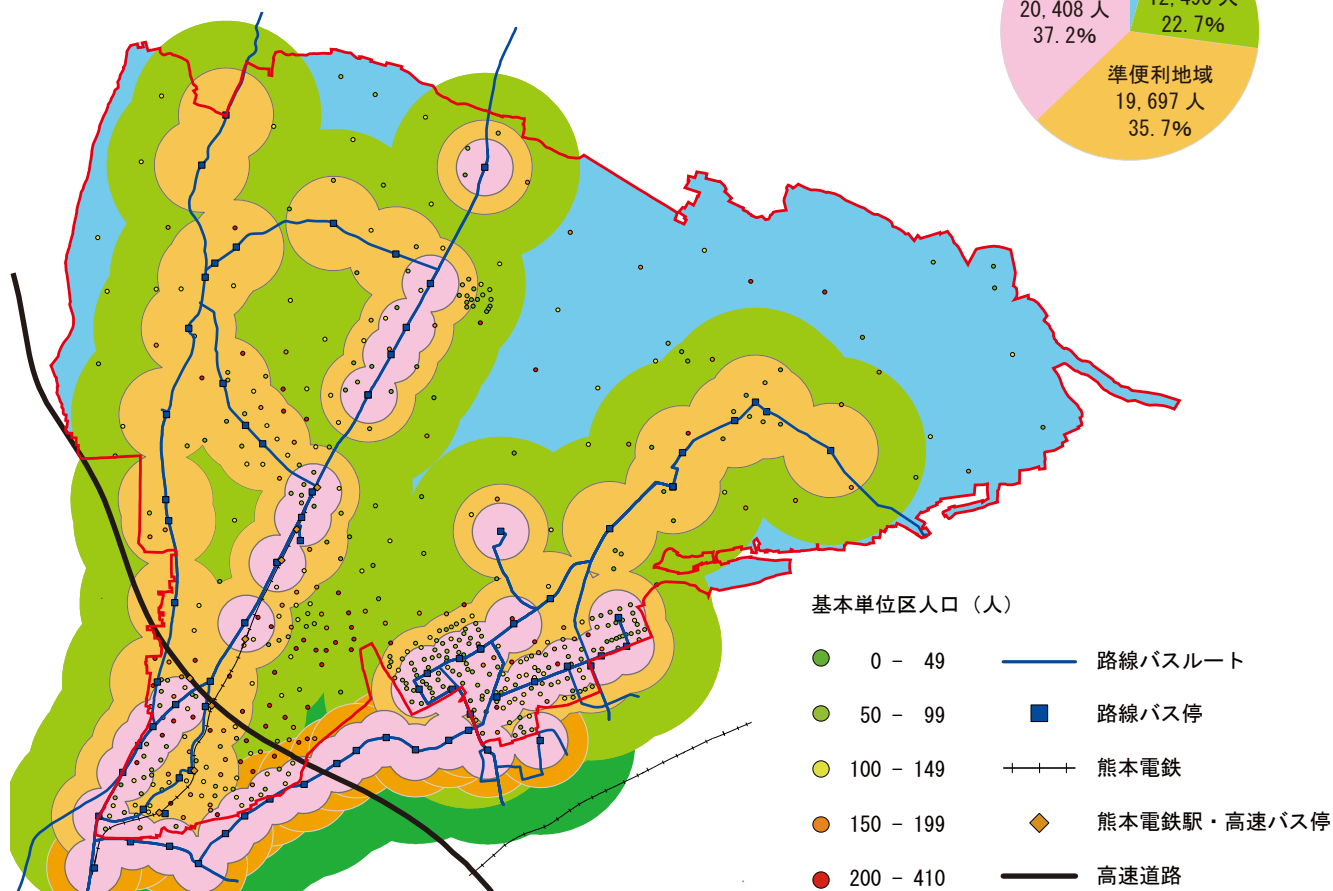 20,408 人
37.2%
22.7%
準便利地域
19,697 人
35.7%
基本単位区人口（人）
0 － 49
50 － 99
100 － 149
150 － 199
200 － 410
路線バスルート
路線バス停
熊本電鉄
熊本電鉄駅・高速バス停
高速道路